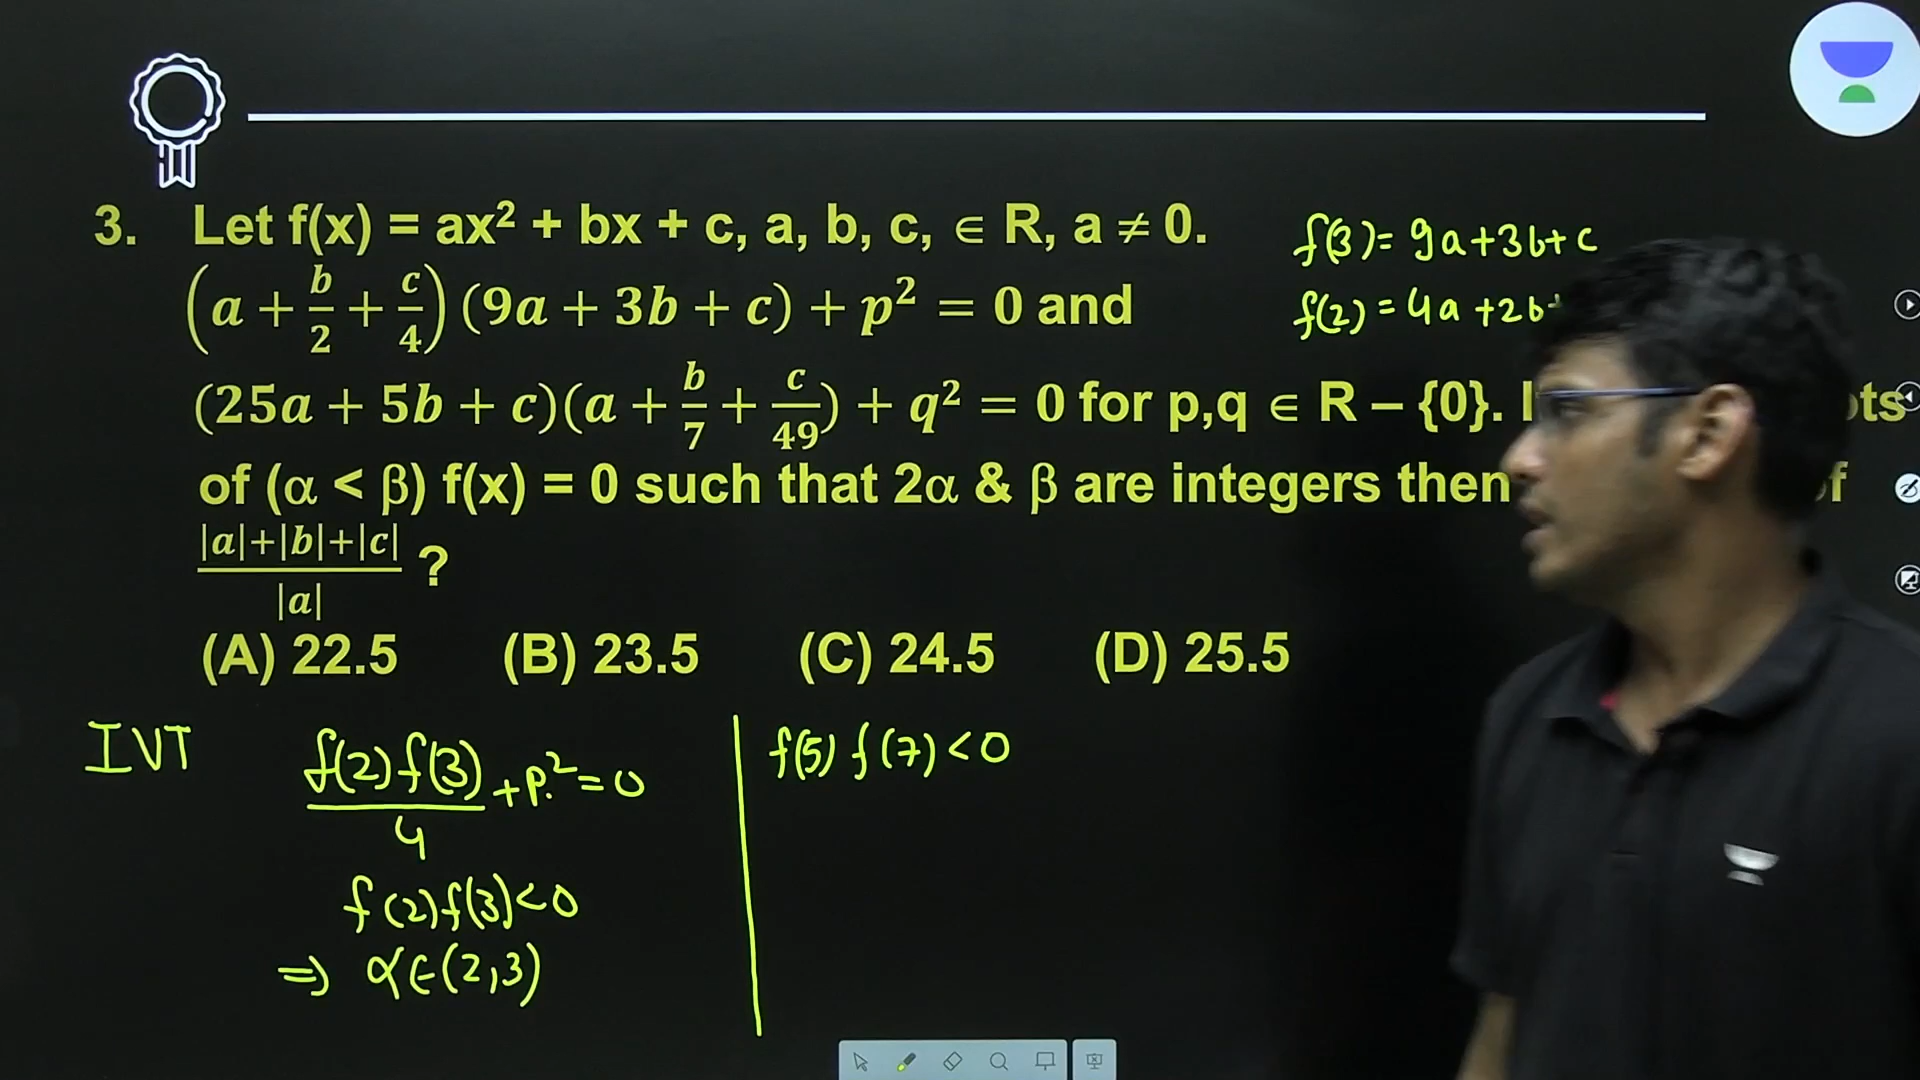 3. Let f(x) = ax² + bx + c, a, b, c, ∈ R, a ≠ 0.
(a + b/2 + c/4)(9a + 3b + c) + p² = 0 and
(25a + 5b + c)(a + b/7 + c/49) + q² = 0 for p,q ∈ R – {0}.
of (α < β) f(x) = 0 such that 2α & β are integers then
|a|+|b|+|c| / |a| ?
(A) 22.5 (B) 23.5 (C) 24.5 (D) 25.5
f(3) = 9a+3b+c
f(2) = 4a+2b+
IVT
f(2) f(3) / 4 + p² = 0
f(2) f(3) < 0
⇒ α ∈ (2,3)
f(5) f(7) < 0